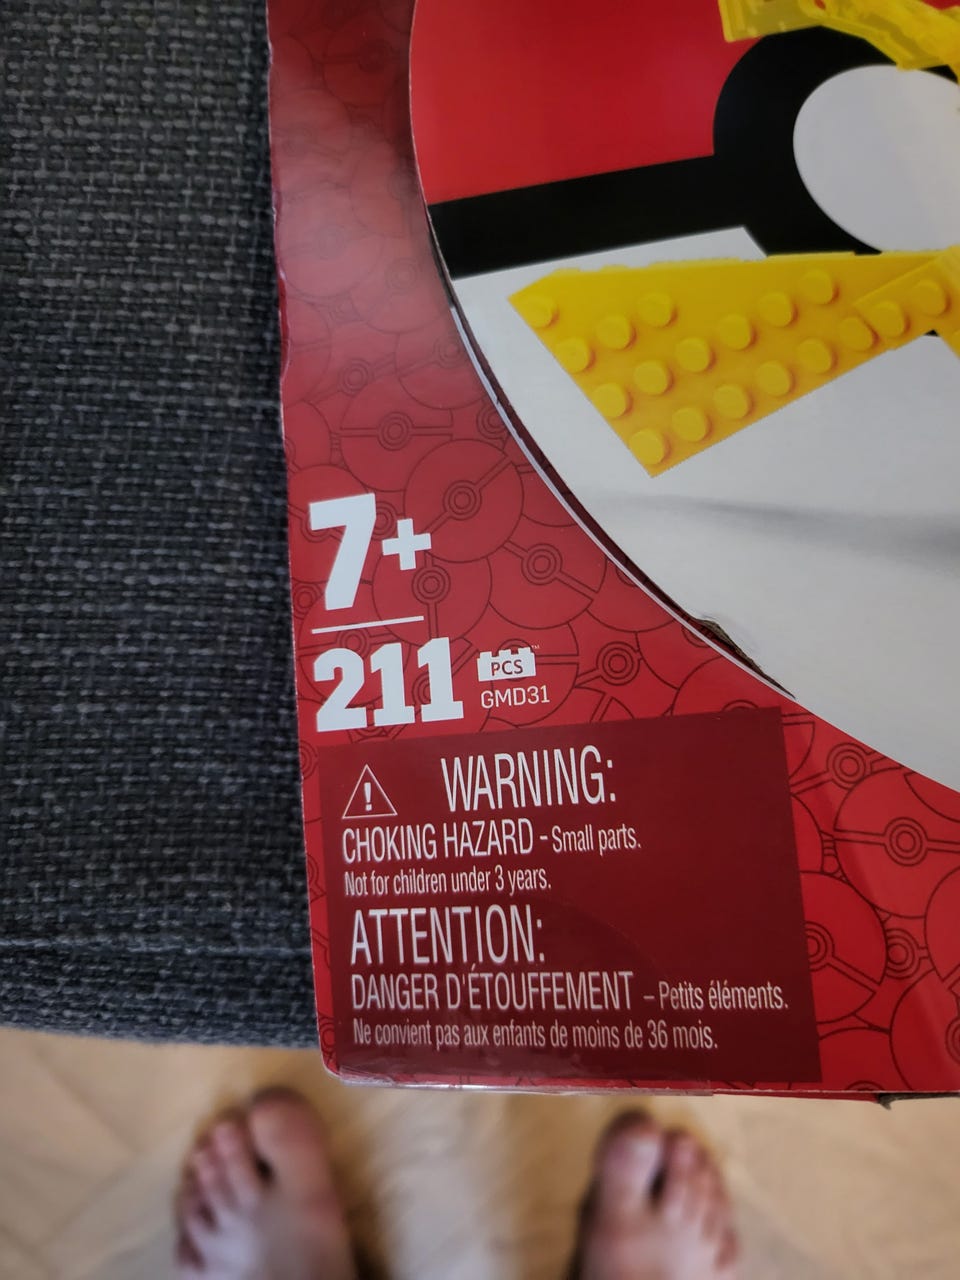 7+
211 PCS™
GMD31
WARNING:
CHOKING HAZARD - Small parts.
Not for children under 3 years.
ATTENTION:
DANGER D'ÉTOUFFEMENT – Petits éléments.
Ne convient pas aux enfants de moins de 36 mois.